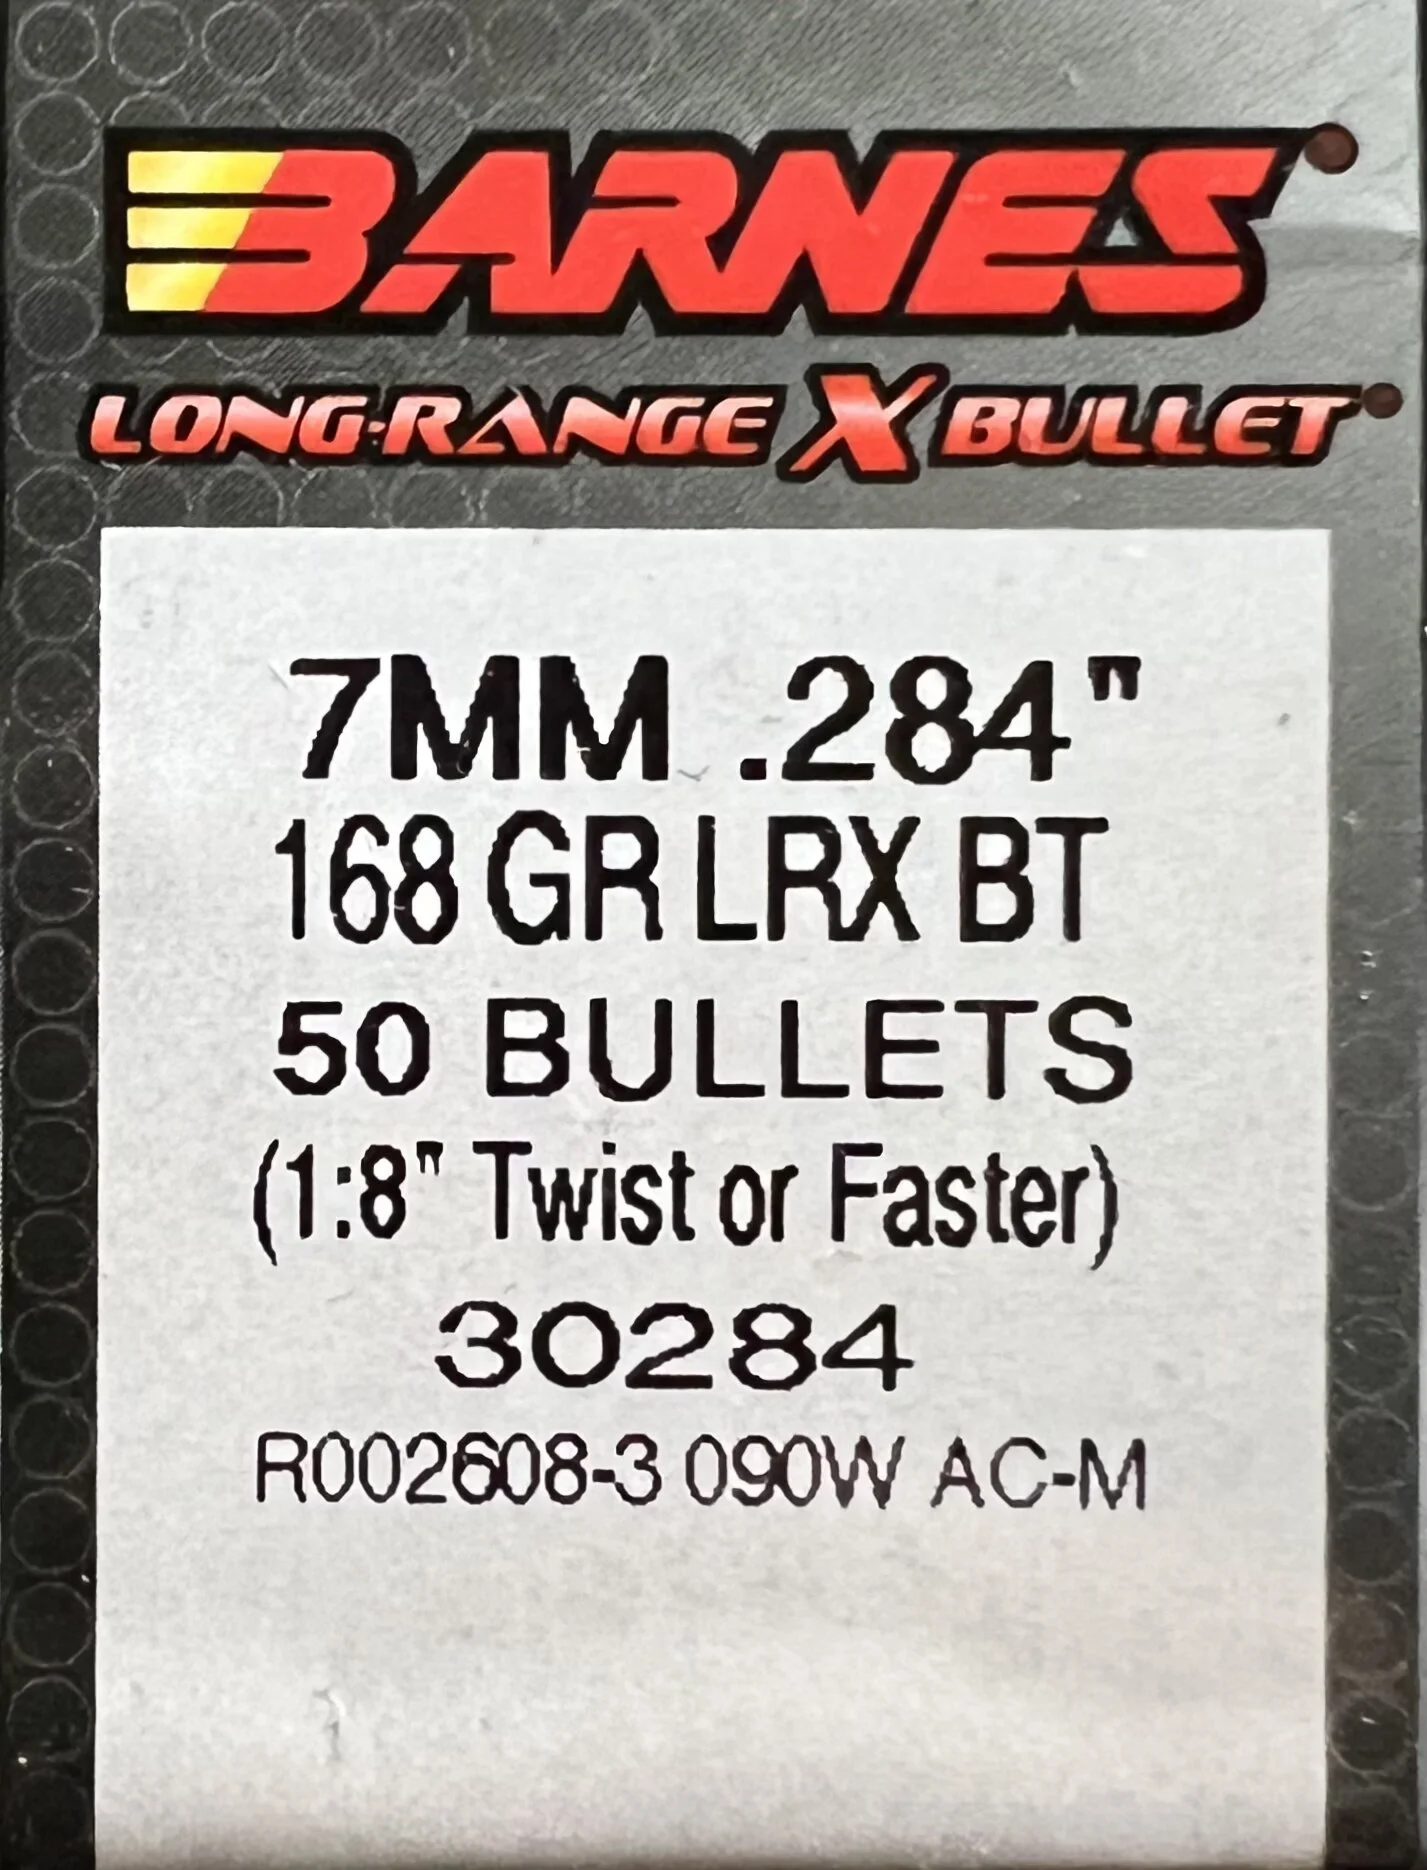 BARNES
LONG-RANGE X BULLET
7MM .284"
168 GR LRX BT
50 BULLETS
(1:8" Twist or Faster)
30284
R002608-3 090W AC-M